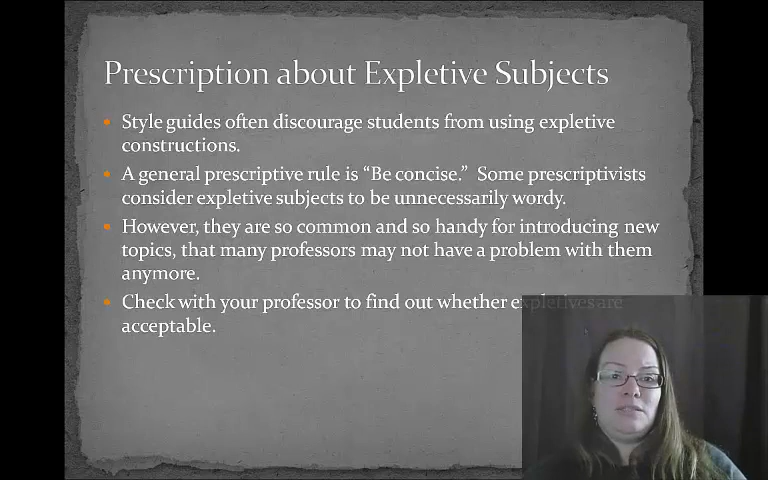 Prescription about Expletive Subjects
Style guides often discourage students from using expletive
constructions.
A general prescriptive rule is “Be concise.” Some prescriptivists
consider expletive subjects to be unnecessarily wordy.
However, they are so common and so handy for introducing new
topics, that many professors may not have a problem with them
anymore.
Check with your professor to find out whether expletives are
acceptable.